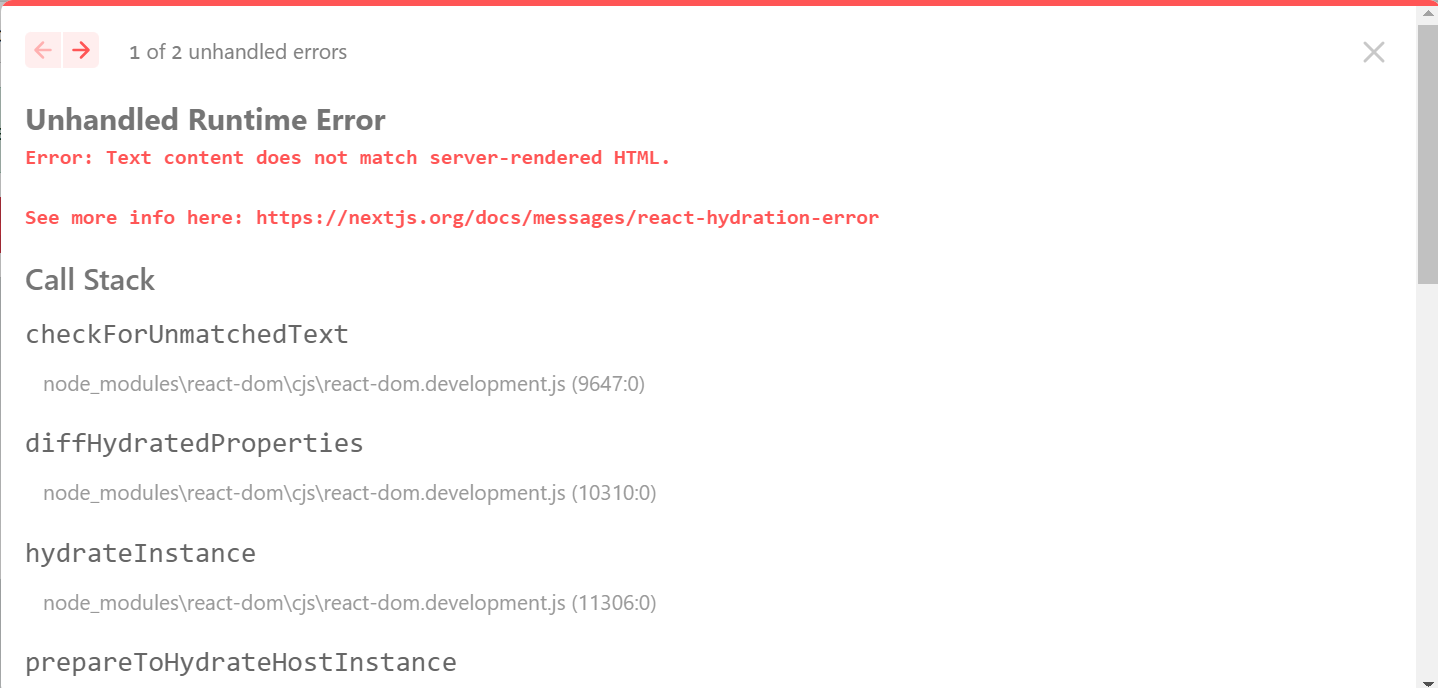 1 of 2 unhandled errors
Unhandled Runtime Error
Error: Text content does not match server-rendered HTML.
See more info here: https://nextjs.org/docs/messages/react-hydration-error
Call Stack
checkForUnmatchedText
node_modules\react-dom\cjs\react-dom.development.js (9647:0)
diffHydratedProperties
node_modules\react-dom\cjs\react-dom.development.js (10310:0)
hydrateInstance
node_modules\react-dom\cjs\react-dom.development.js (11306:0)
prepareToHydrateHostInstance